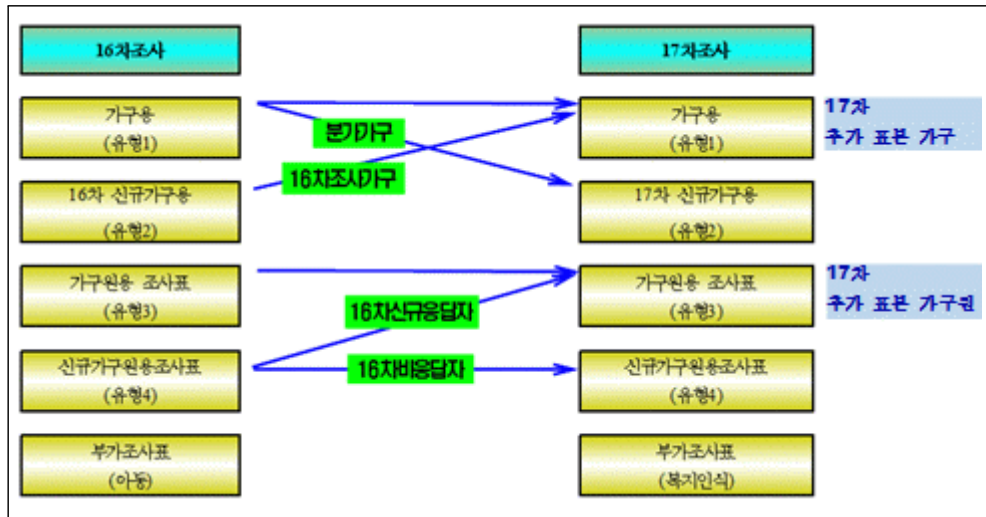 16차조사
17차조사
가구용
(유형1)
분가가구
가구용
(유형1)
17차
추가 표본 가구
16차조사가구
16차 신규가구용
(유형2)
17차 신규가구용
(유형2)
가구원용 조사표
(유형3)
가구원용 조사표
(유형3)
17차
추가 표본 가구원
16차신규응답자
신규가구원용조사표
(유형4)
16차비응답자
신규가구원용조사표
(유형4)
부가조사표
(아동)
부가조사표
(복지인식)